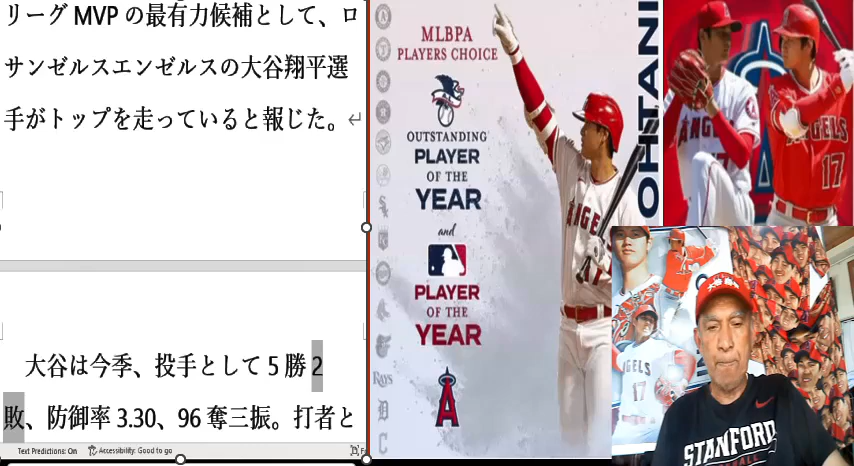 リーグ MVP の最有力候補として、ロ
サンゼルスエンゼルスの大谷翔平選
手がトップを走っていると報じた。
大谷は今季、投手として 5 勝 2
敗、防御率 3.30、96 奪三振。打者と
Text Predictions: On
Accessibility: Good to go
MLBPA
PLAYERS CHOICE
OUTSTANDING
PLAYER
OF THE
YEAR
and
PLAYER
OF THE
YEAR
OHTANI
ANGELS
17
STANFORD